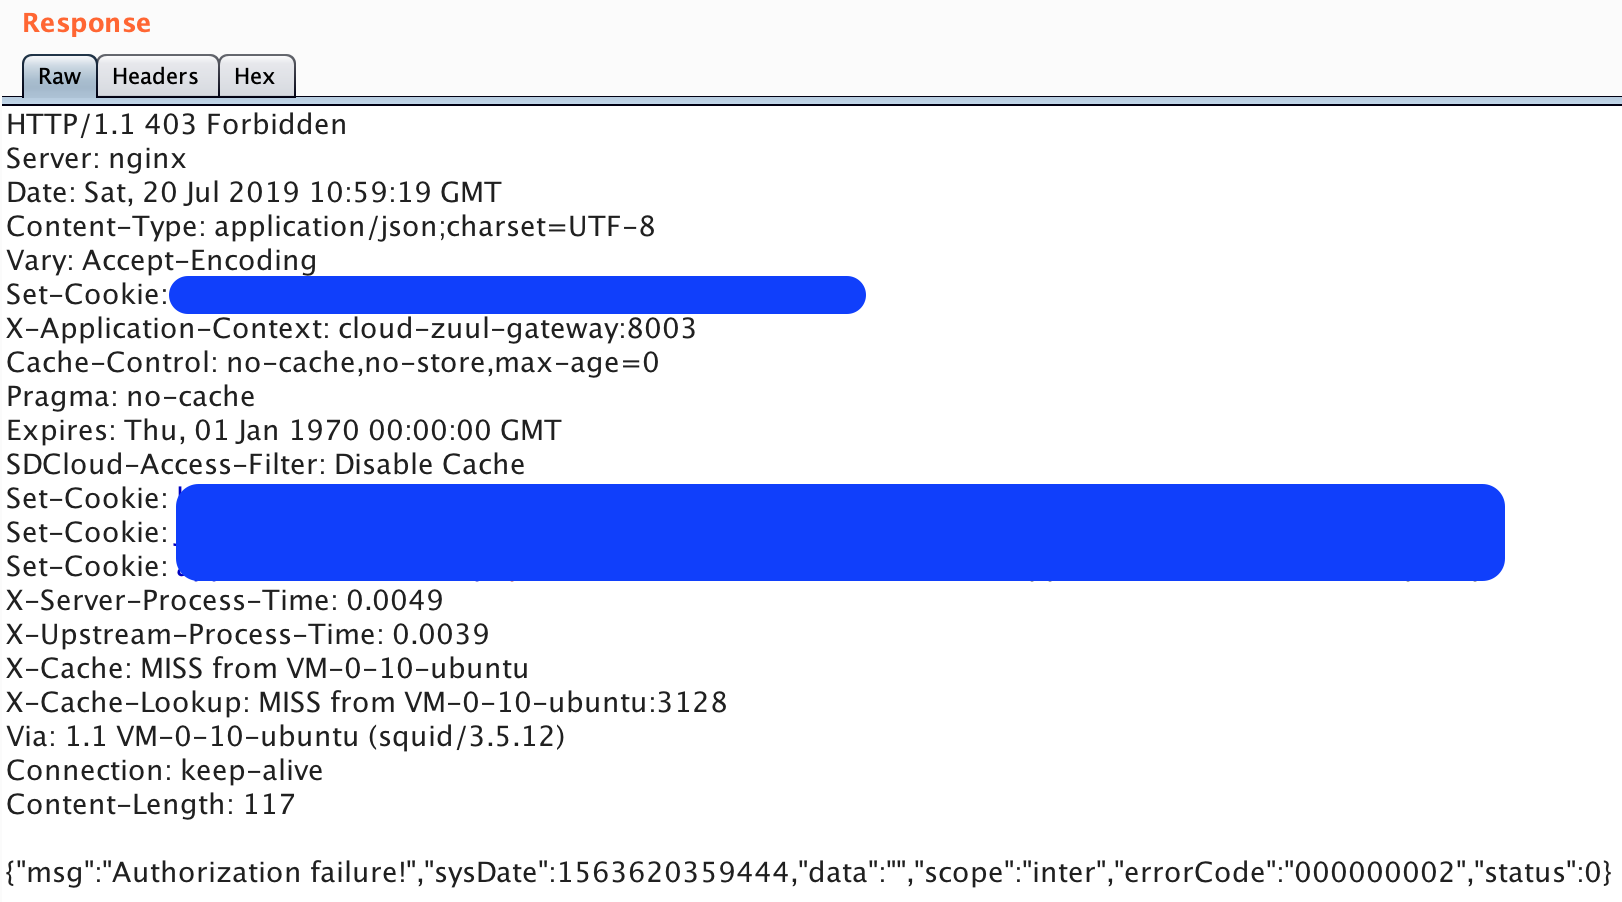 Response
Raw Headers Hex
HTTP/1.1 403 Forbidden
Server: nginx
Date: Sat, 20 Jul 2019 10:59:19 GMT
Content-Type: application/json;charset=UTF-8
Vary: Accept-Encoding
Set-Cookie:
X-Application-Context: cloud-zuul-gateway:8003
Cache-Control: no-cache,no-store,max-age=0
Pragma: no-cache
Expires: Thu, 01 Jan 1970 00:00:00 GMT
SDCloud-Access-Filter: Disable Cache
Set-Cookie:
Set-Cookie:
Set-Cookie:
X-Server-Process-Time: 0.0049
X-Upstream-Process-Time: 0.0039
X-Cache: MISS from VM-0-10-ubuntu
X-Cache-Lookup: MISS from VM-0-10-ubuntu:3128
Via: 1.1 VM-0-10-ubuntu (squid/3.5.12)
Connection: keep-alive
Content-Length: 117
{"msg":"Authorization failure!","sysDate":1563620359444,"data":"","scope":"inter","errorCode":"000000002","status":0}